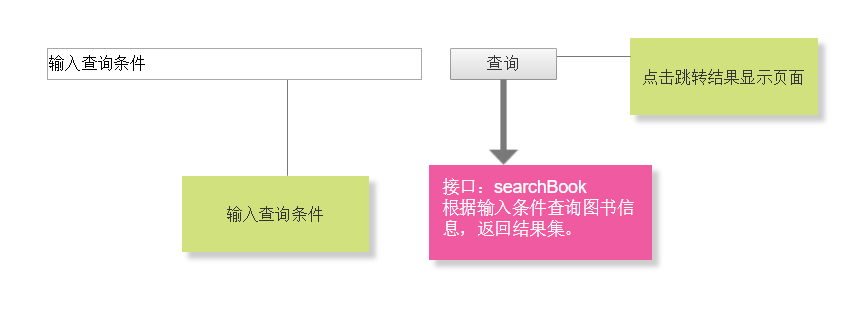 输入查询条件
查询
点击跳转结果显示页面
输入查询条件
接口：searchBook
根据输入条件查询图书信
息，返回结果集。